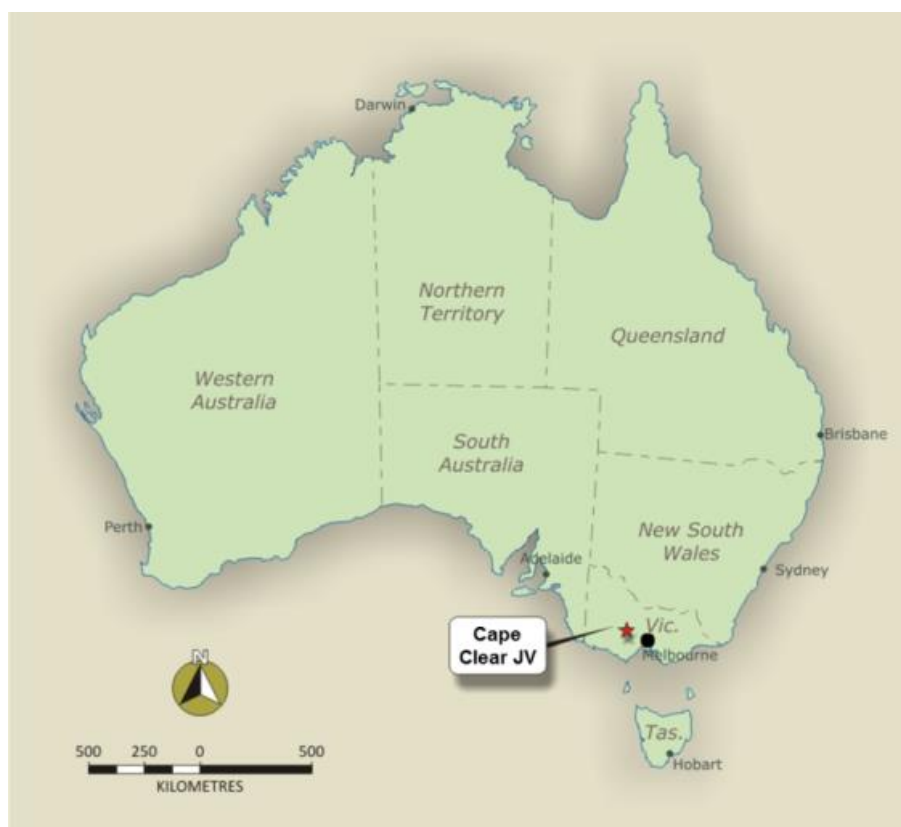 Darwin
Northern
Territory
Queensland
Western
Australia
South
Australia
Brisbane
Perth
New South
Wales
Adelaide
Sydney
Cape
Clear JV
Vic.
Melbourne
N
Tas.
Hobart
500 250 0 500
KILOMETRES